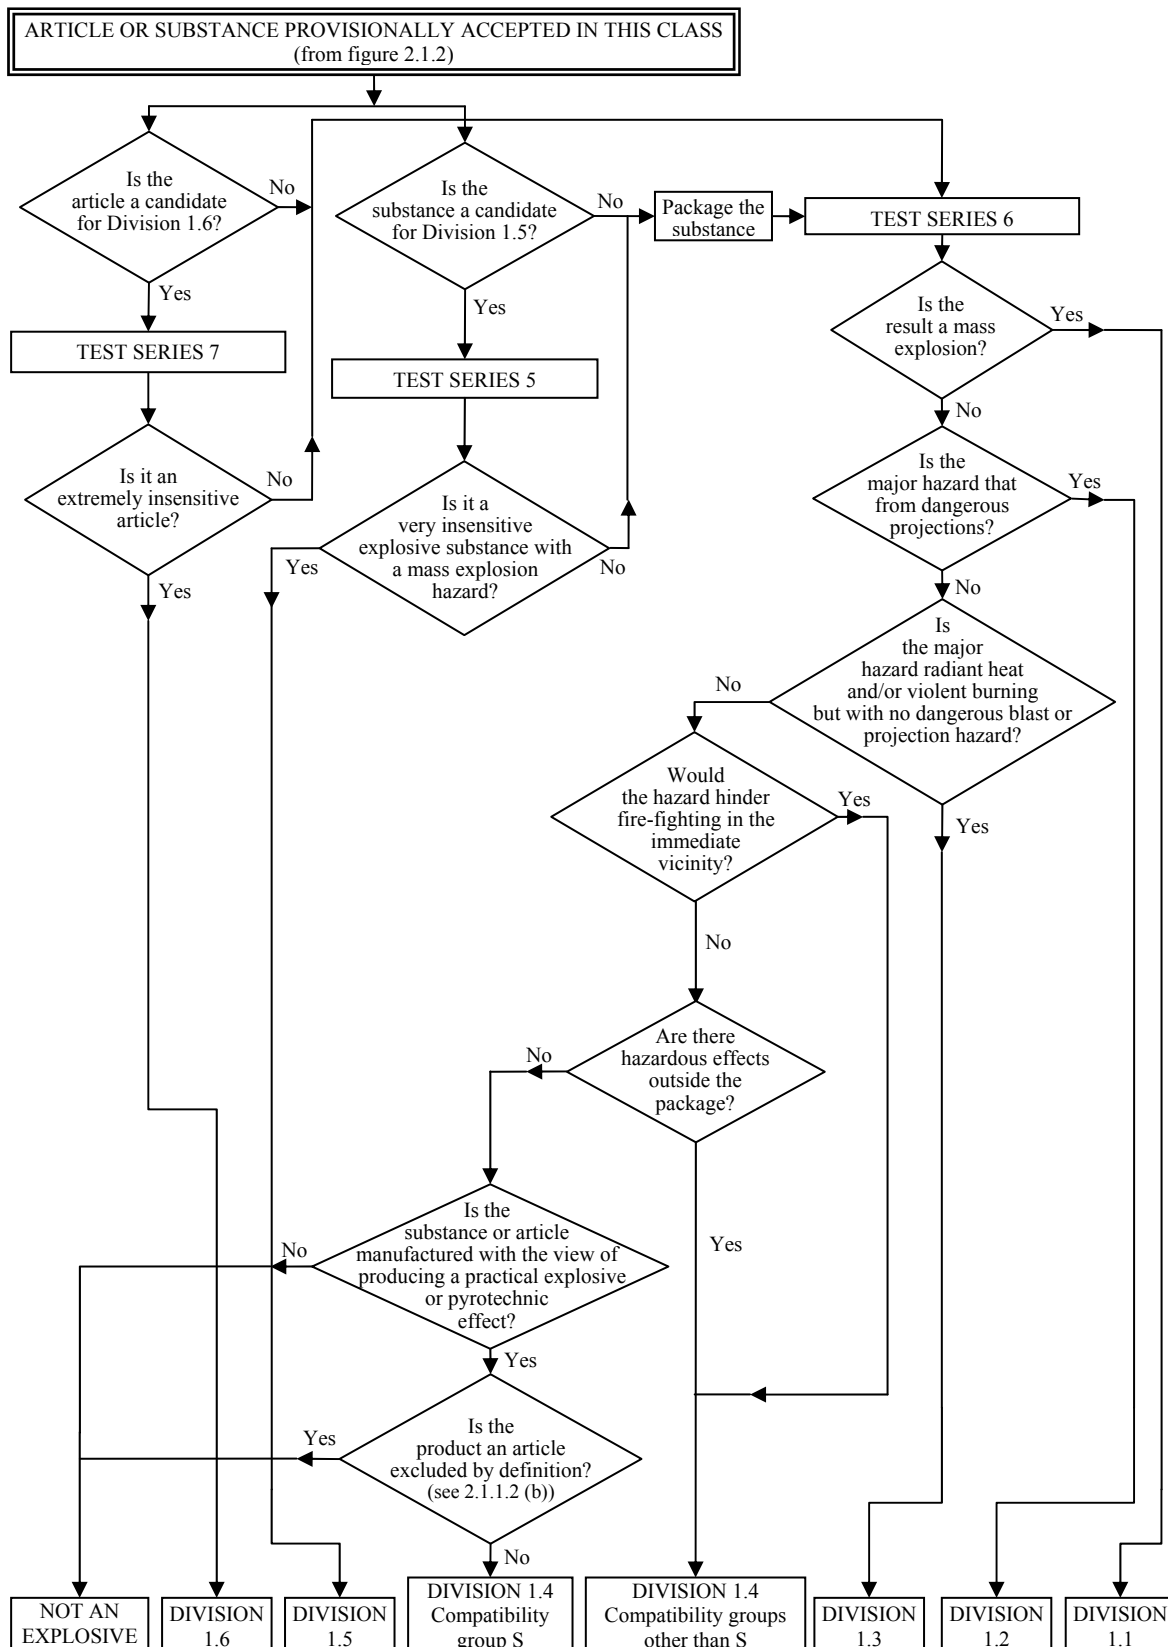 ARTICLE OR SUBSTANCE PROVISIONALLY ACCEPTED IN THIS CLASS
(from figure 2.1.2)
Is the
article a candidate
for Division 1.6?
No
Yes
TEST SERIES 7
Is it an
extremely insensitive
article?
No
Yes
Is the
substance a candidate
for Division 1.5?
No
Yes
TEST SERIES 5
Is it a
very insensitive
explosive substance with
a mass explosion
hazard?
Yes
No
Package the
substance
TEST SERIES 6
Is the
result a mass
explosion?
Yes
No
Is the
major hazard that
from dangerous
projections?
Yes
No
Is
the major
hazard radiant heat
and/or violent burning
but with no dangerous blast or
projection hazard?
No
Yes
Would
the hazard hinder
fire-fighting in the
immediate
vicinity?
Yes
No
Are there
hazardous effects
outside the
package?
No
Yes
Is the
substance or article
manufactured with the view of
producing a practical explosive
or pyrotechnic
effect?
No
Yes
Is the
product an article
excluded by definition?
(see 2.1.1.2 (b))
Yes
No
NOT AN
EXPLOSIVE
DIVISION
1.6
DIVISION
1.5
DIVISION 1.4
Compatibility
group S
DIVISION 1.4
Compatibility groups
other than S
DIVISION
1.3
DIVISION
1.2
DIVISION
1.1